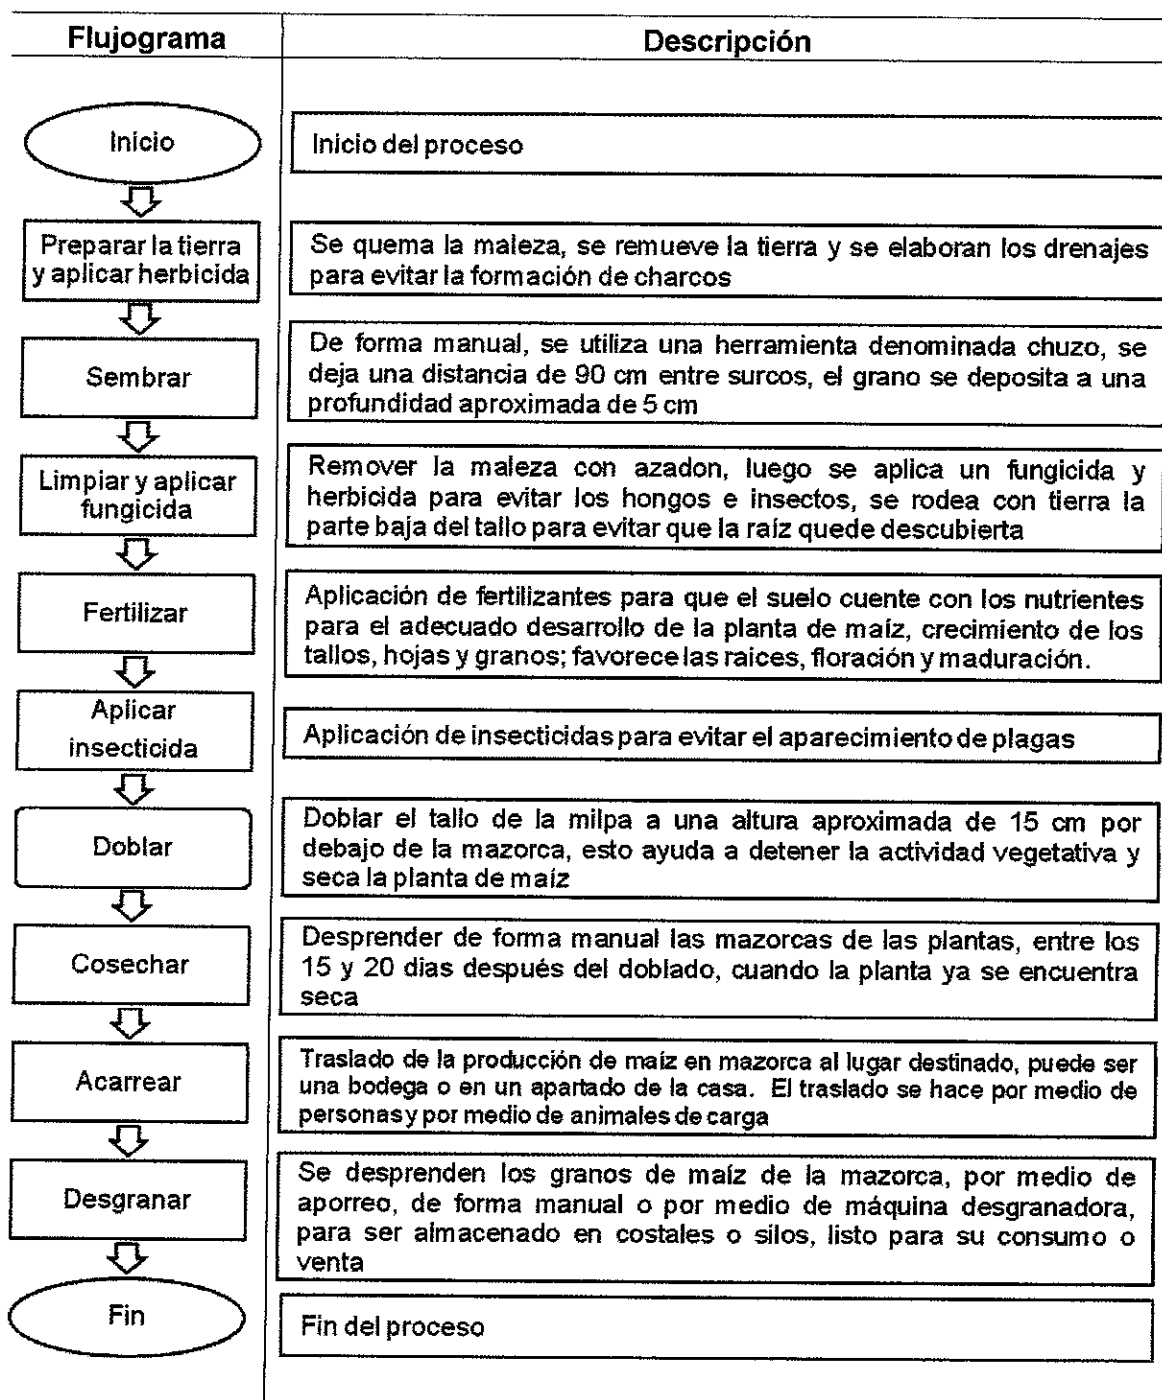 Flujograma
Descripción
Inicio
Inicio del proceso
Preparar la tierra
y aplicar herbicida
Se quema la maleza, se remueve la tierra y se elaboran los drenajes
para evitar la formación de charcos
Sembrar
De forma manual, se utiliza una herramienta denominada chuzo, se
deja una distancia de 90 cm entre surcos, el grano se deposita a una
profundidad aproximada de 5 cm
Limpiar y aplicar
fungicida
Remover la maleza con azadon, luego se aplica un fungicida y
herbicida para evitar los hongos e insectos, se rodea con tierra la
parte baja del tallo para evitar que la raíz quede descubierta
Fertilizar
Aplicación de fertilizantes para que el suelo cuente con los nutrientes
para el adecuado desarrollo de la planta de maíz, crecimiento de los
tallos, hojas y granos; favorece las raices, floración y maduración.
Aplicar
insecticida
Aplicación de insecticidas para evitar el aparecimiento de plagas
Doblar
Doblar el tallo de la milpa a una altura aproximada de 15 cm por
debajo de la mazorca, esto ayuda a detener la actividad vegetativa y
seca la planta de maíz
Cosechar
Desprender de forma manual las mazorcas de las plantas, entre los
15 y 20 dias después del doblado, cuando la planta ya se encuentra
seca
Acarrear
Traslado de la producción de maíz en mazorca al lugar destinado, puede ser
una bodega o en un apartado de la casa. El traslado se hace por medio de
personas y por medio de animales de carga
Desgranar
Se desprenden los granos de maíz de la mazorca, por medio de
aporreo, de forma manual o por medio de máquina desgranadora,
para ser almacenado en costales o silos, listo para su consumo o
venta
Fin
Fin del proceso